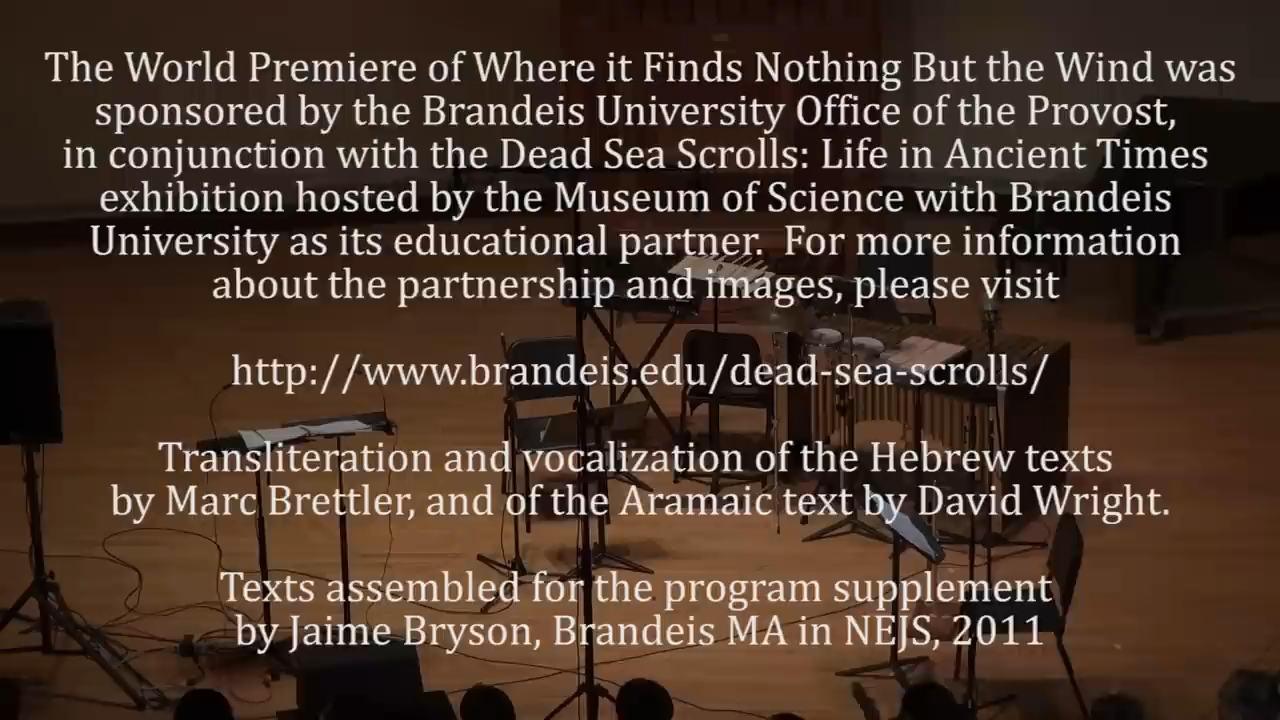 The World Premiere of Where it Finds Nothing But the Wind was
sponsored by the Brandeis University Office of the Provost,
in conjunction with the Dead Sea Scrolls: Life in Ancient Times
exhibition hosted by the Museum of Science with Brandeis
University as its educational partner.  For more information
about the partnership and images, please visit
http://www.brandeis.edu/dead-sea-scrolls/
Transliteration and vocalization of the Hebrew texts
by Marc Brettler, and of the Aramaic text by David Wright.
Texts assembled for the program supplement
by Jaime Bryson, Brandeis MA in NEJS, 2011